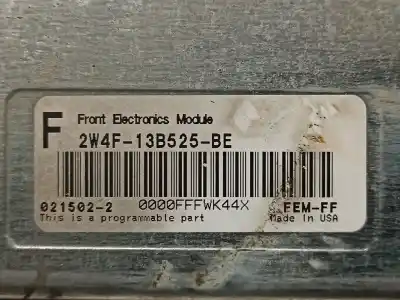 F Front Electronics Module
2W4F-13B525-BE
021502-2 0000FFFWK44X FEM-FF
This is a programmable part Made in USA